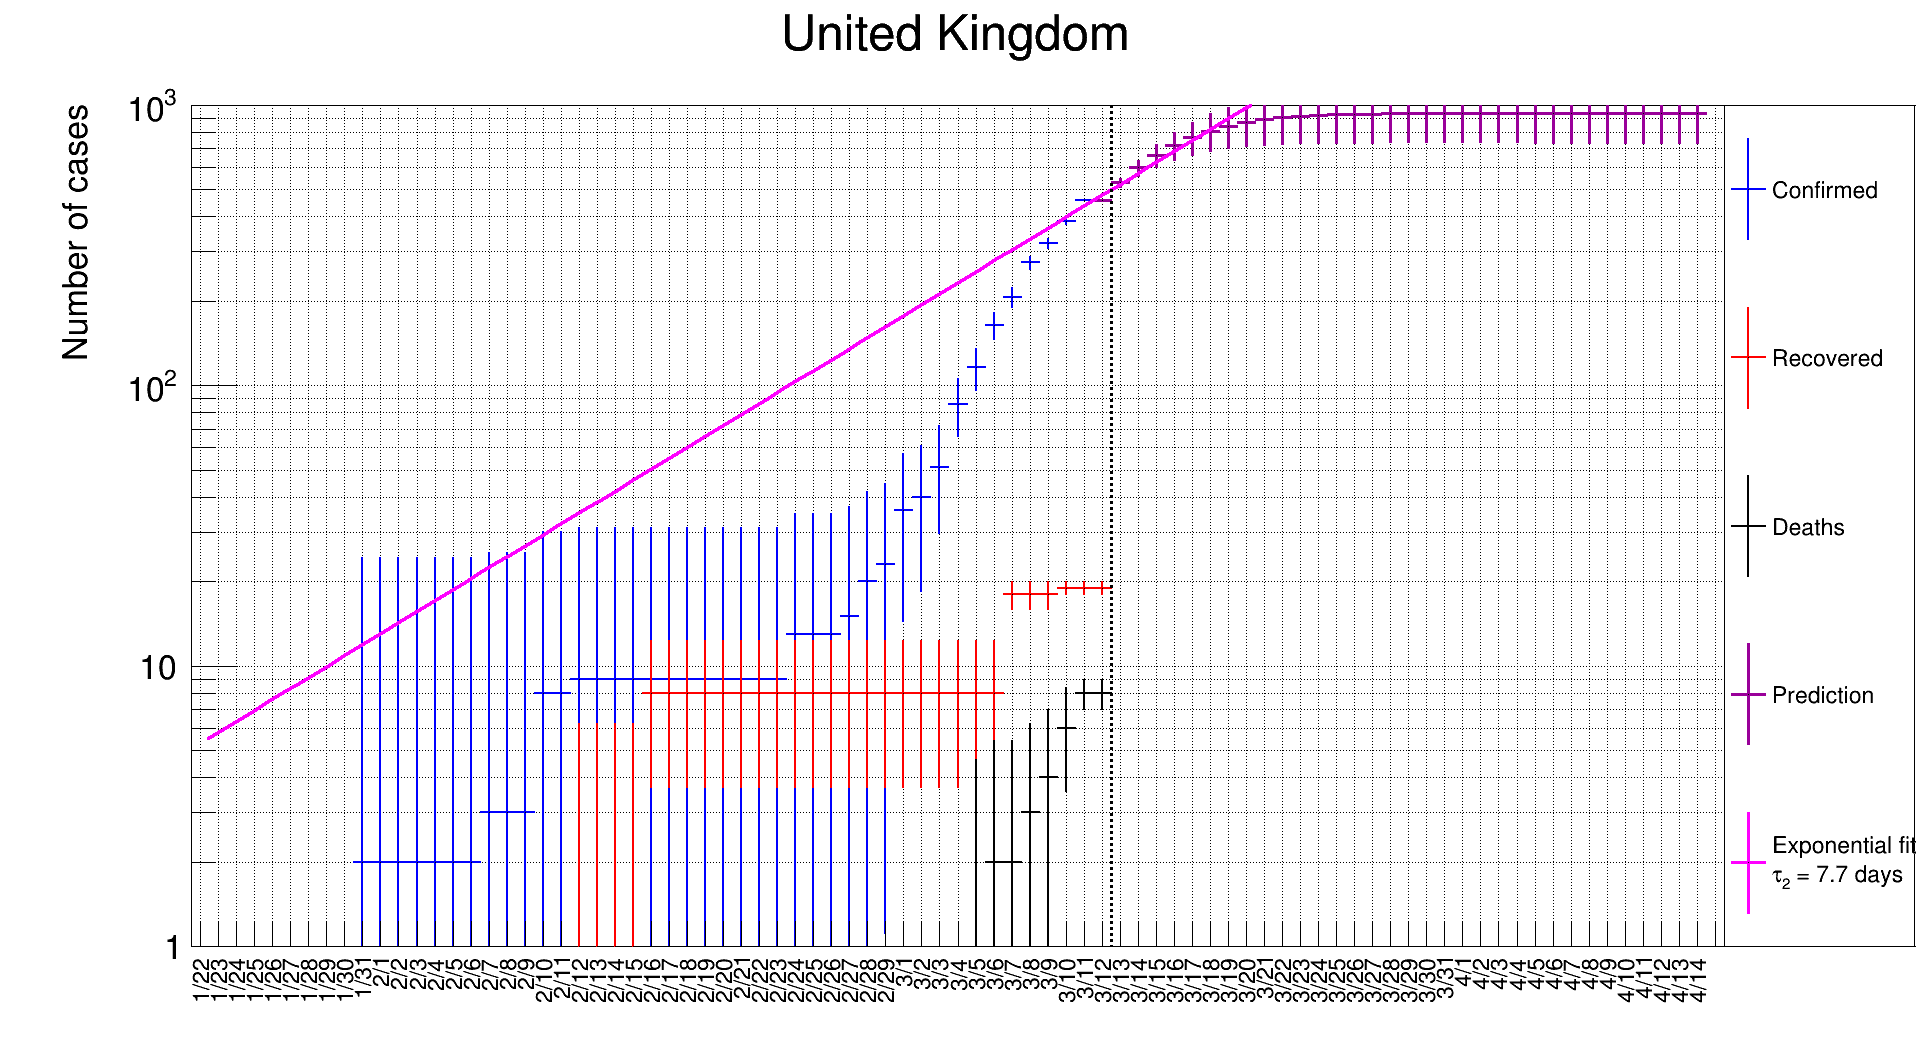 United Kingdom
Number of cases
10³
10²
10
1
1/22 1/23 1/24 1/25 1/26 1/27 1/28 1/29 1/30 1/31 2/1 2/2 2/3 2/4 2/5 2/6 2/7 2/8 2/9 2/10 2/11 2/12 2/13 2/14 2/15 2/16 2/17 2/18 2/19 2/20 2/21 2/22 2/23 2/24 2/25 2/26 2/27 2/28 2/29 3/1 3/2 3/3 3/4 3/5 3/6 3/7 3/8 3/9 3/10 3/11 3/12 3/13 3/14 3/15 3/16 3/17 3/18 3/19 3/20 3/21 3/22 3/23 3/24 3/25 3/26 3/27 3/28 3/29 3/30 3/31 4/1 4/2 4/3 4/4 4/5 4/6 4/7 4/8 4/9 4/10 4/11 4/12 4/13 4/14
Confirmed
Recovered
Deaths
Prediction
Exponential fit
τ₂ = 7.7 days